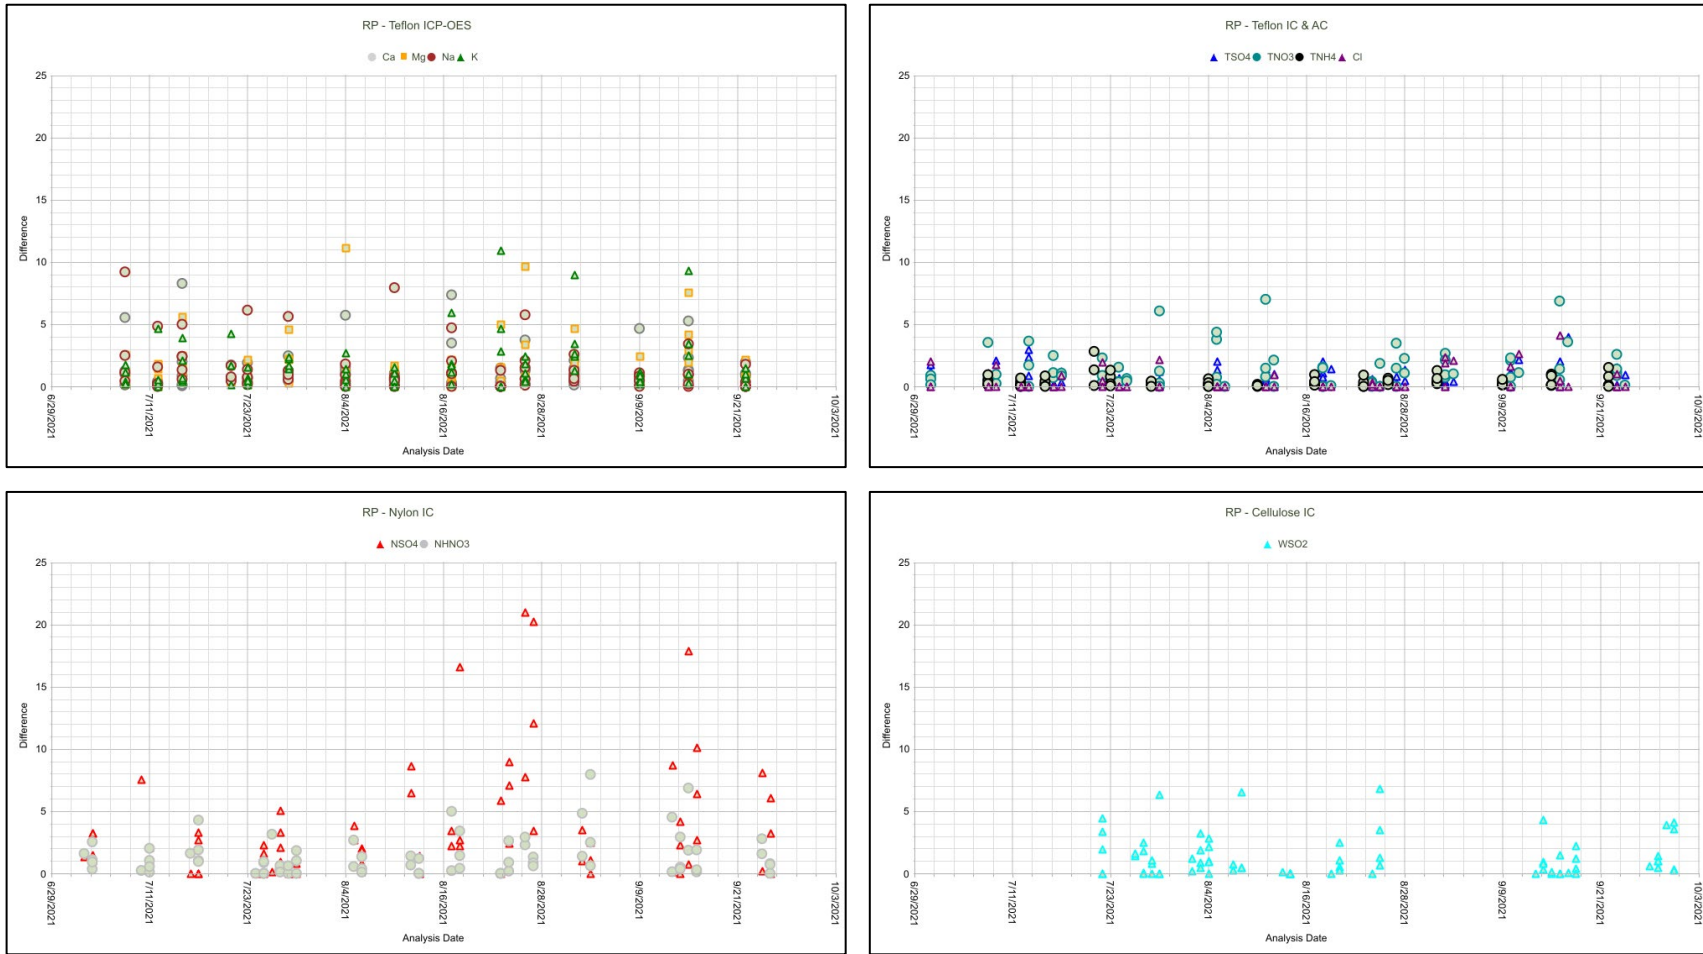 RP - Teflon ICP-OES
Ca Mg Na K
25
20
15
10
5
0
Difference
6/29/2021 7/11/2021 7/23/2021 8/4/2021 8/16/2021 8/28/2021 9/9/2021 9/21/2021 10/3/2021
Analysis Date
RP - Teflon IC & AC
TSO4 TNO3 TNH4 Cl
25
20
15
10
5
0
Difference
6/29/2021 7/11/2021 7/23/2021 8/4/2021 8/16/2021 8/28/2021 9/9/2021 9/21/2021 10/3/2021
Analysis Date
RP - Nylon IC
NSO4 NHNO3
25
20
15
10
5
0
Difference
6/29/2021 7/11/2021 7/23/2021 8/4/2021 8/16/2021 8/28/2021 9/9/2021 9/21/2021 10/3/2021
Analysis Date
RP - Cellulose IC
WSO2
25
20
15
10
5
0
Difference
6/29/2021 7/11/2021 7/23/2021 8/4/2021 8/16/2021 8/28/2021 9/9/2021 9/21/2021 10/3/2021
Analysis Date